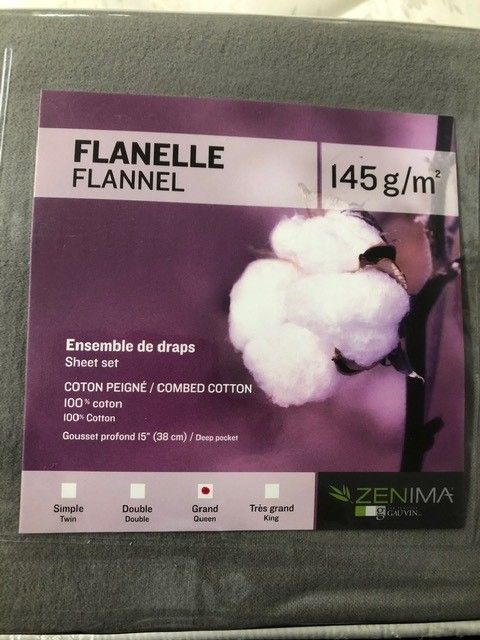 FLANELLE
FLANNEL
145 g/m²
Ensemble de draps
Sheet set
COTON PEIGNÉ / COMBED COTTON
100% coton
100% Cotton
Gousset profond 15" (38 cm) / Deep pocket
Simple
Twin
Double
Double
Grand
Queen
Très grand
King
ZENIMA
g GAUVIN